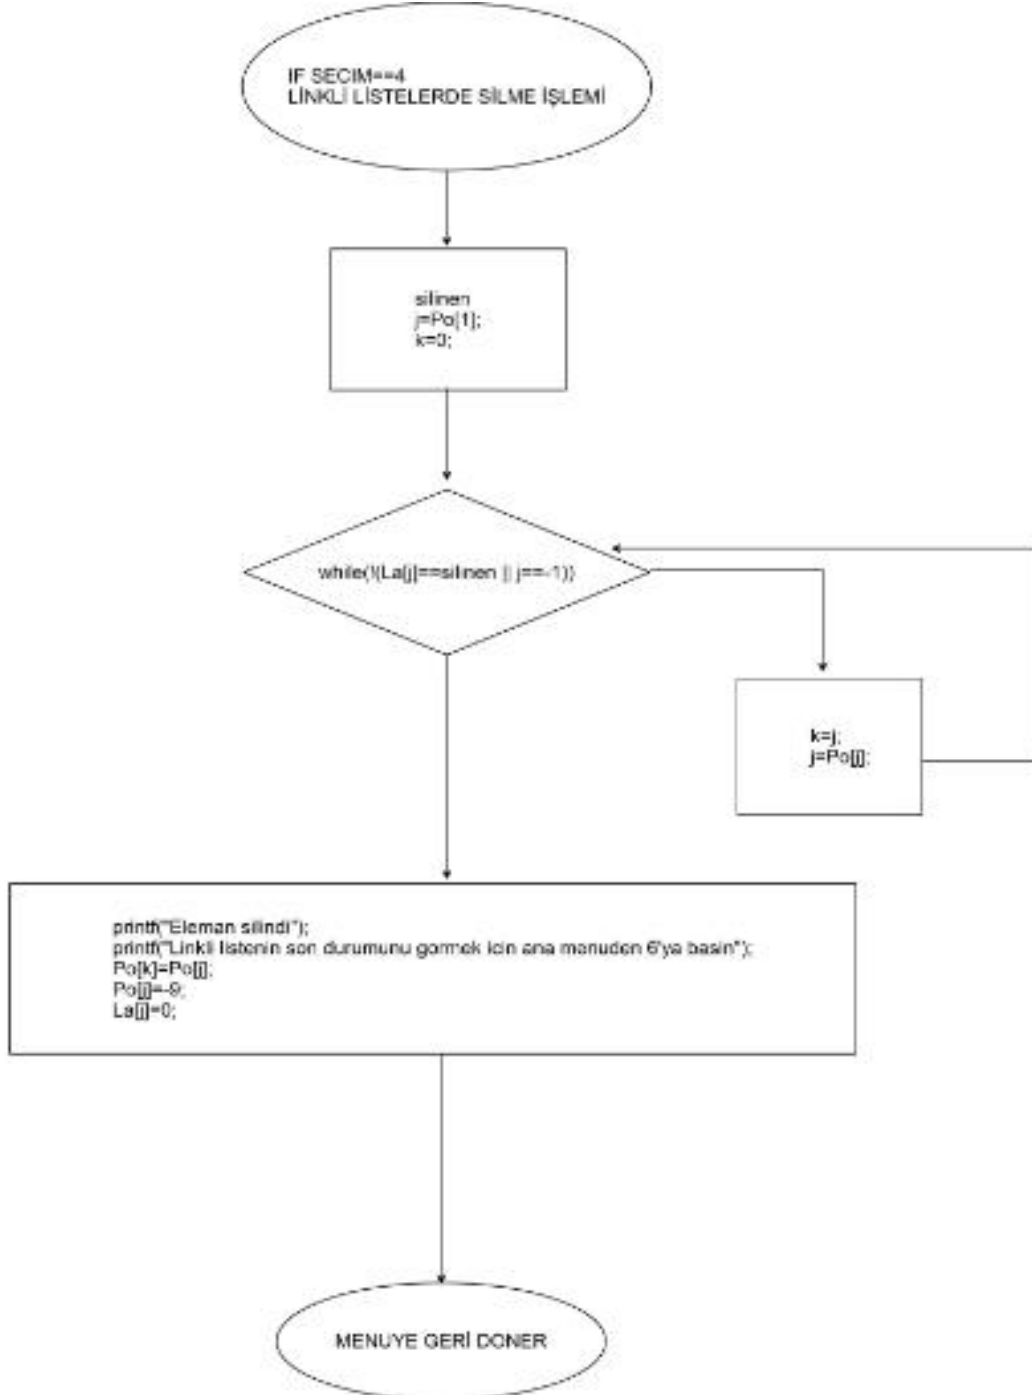 IF SECIM==4
LİNKLİ LİSTELERDE SİLME İŞLEMİ
silinen
j=Po[1];
k=0;
while(!(La[j]==silinen || j==-1))
k=j;
j=Po[j];
printf("Eleman silindi");
printf("Linkli listenin son durumunu gormek icin ana menuden 6'ya basin");
Po[k]=Po[j];
Po[j]=-9;
La[j]=0;
MENUYE GERİ DONER